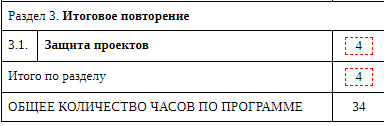 Раздел 3. Итоговое повторение
3.1. Защита проектов 4
Итого по разделу 4
ОБЩЕЕ КОЛИЧЕСТВО ЧАСОВ ПО ПРОГРАММЕ 34